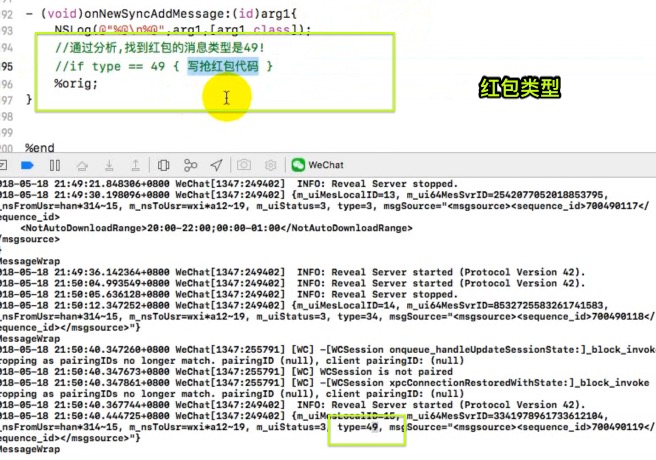 - (void)onNewSyncAddMessage:(id)arg1{
NSLog(@"%@\n%@",arg1,[arg1 class]);
//通过分析,找到红包的消息类型是49!
//if type == 49 { 写抢红包代码 }
%orig;
}
红包类型
%end
WeChat
018-05-18 21:49:21.848306+0800 WeChat[1347:249402] INFO: Reveal Server stopped.
018-05-18 21:49:30.198096+0800 WeChat[1347:249402] {m_uiMesLocalID=13, m_ui64MesSvrID=2542077052018853795,
_nsFromUsr=han*314~15, m_nsToUsr=wxi*a12~19, m_uiStatus=3, type=3, msgSource="<msgsource><sequence_id>700490117</
equence_id>
<NotAutoDownloadRange>20:00-22:00;00:00-01:00</NotAutoDownloadRange>
/msgsource>
MessageWrap
018-05-18 21:49:36.142364+0800 WeChat[1347:249402] INFO: Reveal Server started (Protocol Version 42).
018-05-18 21:50:04.993549+0800 WeChat[1347:249402] INFO: Reveal Server started (Protocol Version 42).
018-05-18 21:50:05.636128+0800 WeChat[1347:249402] INFO: Reveal Server stopped.
018-05-18 21:50:12.347252+0800 WeChat[1347:249402] {m_uiMesLocalID=14, m_ui64MesSvrID=8532725583261741583,
_nsFromUsr=han*314~15, m_nsToUsr=wxi*a12~19, m_uiStatus=3, type=34, msgSource="<msgsource><sequence_id>700490118</
equence_id></msgsource>"}
MessageWrap
018-05-18 21:50:40.347260+0800 WeChat[1347:255791] [WC] -[WCSession onqueue_handleUpdateSessionState:]_block_invoke
ropping as pairingIDs no longer match. pairingID (null), client pairingID: (null)
018-05-18 21:50:40.347673+0800 WeChat[1347:255791] [WC] WCSession is not paired
018-05-18 21:50:40.347861+0800 WeChat[1347:255791] [WC] -[WCSession xpcConnectionRestoredWithState:]_block_invoke
ropping as pairingIDs no longer match. pairingID (null), client pairingID: (null)
018-05-18 21:50:40.367744+0800 WeChat[1347:249402] INFO: Reveal Server started (Protocol Version 42).
018-05-18 21:50:40.444725+0800 WeChat[1347:249402] {m_uiMesLocalID=15, m_ui64MesSvrID=3341978961733612104,
_nsFromUsr=han*314~15, m_nsToUsr=wxi*a12~19, m_uiStatus=3, type=49, msgSource="<msgsource><sequence_id>700490119</
equence_id></msgsource>"}
MessageWrap